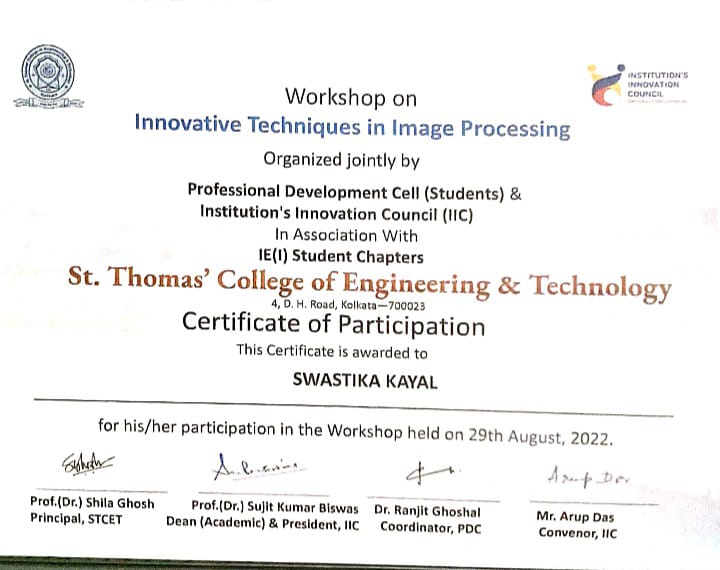 INSTITUTION'S
INNOVATION
COUNCIL
Workshop on
Innovative Techniques in Image Processing
Organized jointly by
Professional Development Cell (Students) &
Institution's Innovation Council (IIC)
In Association With
IE(I) Student Chapters
St. Thomas' College of Engineering & Technology
4, D. H. Road, Kolkata—700023
Certificate of Participation
This Certificate is awarded to
SWASTIKA KAYAL
for his/her participation in the Workshop held on 29th August, 2022.
Arup Das
Prof.(Dr.) Shila Ghosh
Principal, STCET
Prof.(Dr.) Sujit Kumar Biswas
Dean (Academic) & President, IIC
Dr. Ranjit Ghoshal
Coordinator, PDC
Mr. Arup Das
Convenor, IIC